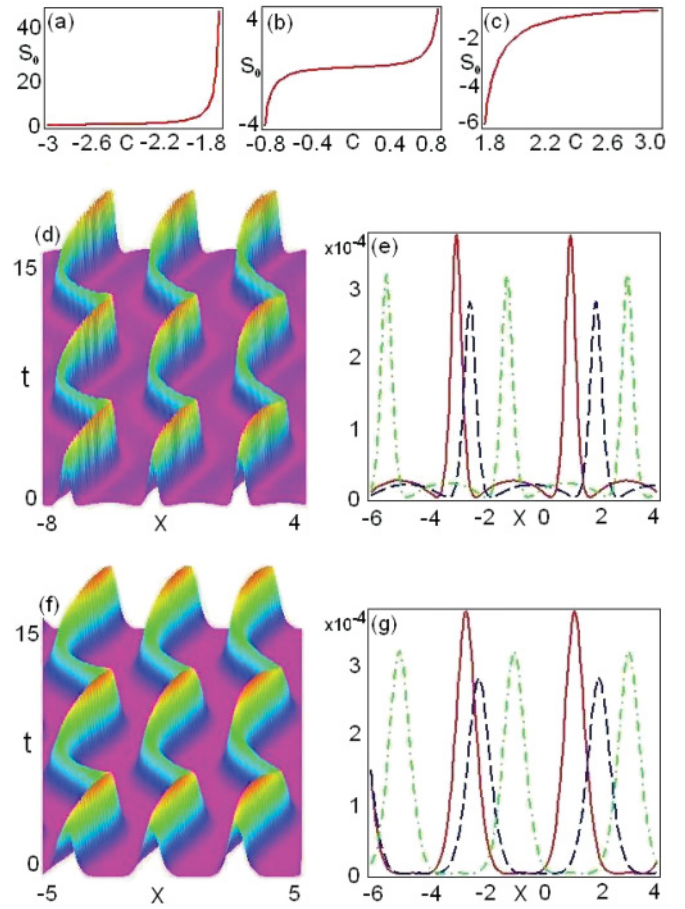 40 (a)
S₀
20
0
-3 -2.6 C -2.2 -1.8
4 (b)
S₀
-4
-0.8 -0.4 C 0.4 0.8
(c)
-2
S₀
-4
-6
1.8 2.2 C 2.6 3.0
(d)
15
t
0
-8 X 4
x10⁻⁴ (e)
3
2
1
0
-6 -4 -2 X 0 2 4
(f)
15
t
0
-5 X 5
x10⁻⁴ (g)
3
2
1
0
-6 -4 -2 X 0 2 4